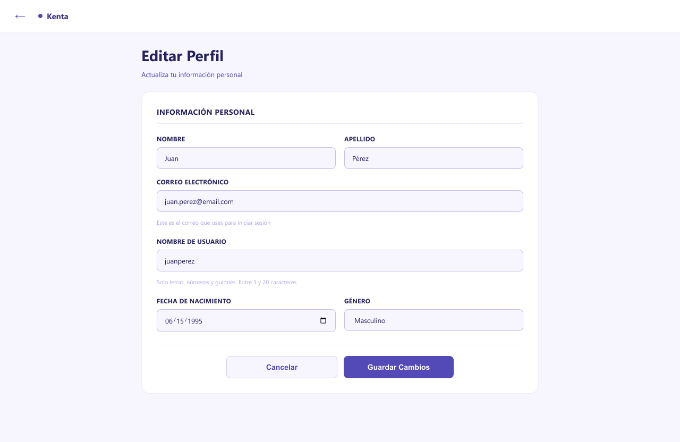 ← • Kenta
Editar Perfil
Actualiza tu información personal
INFORMACIÓN PERSONAL
NOMBRE
APELLIDO
Juan
Pérez
CORREO ELECTRÓNICO
juan.perez@email.com
Este es el correo que usas para iniciar sesión
NOMBRE DE USUARIO
juanperez
Solo letras, números y guiones. Entre 3 y 20 caracteres.
FECHA DE NACIMIENTO
GÉNERO
06/15/1995
Masculino
Cancelar
Guardar Cambios